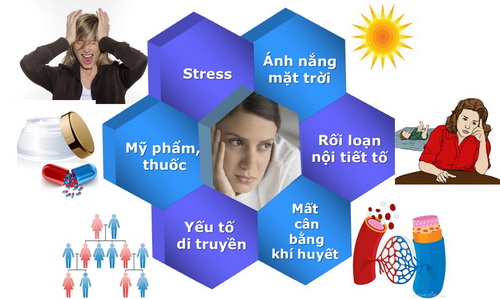 Stress
Ánh nắng
mặt trời
Mỹ phẩm,
thuốc
Rối loạn
nội tiết tố
Yếu tố
di truyền
Mất
cân
bằng
khí huyết